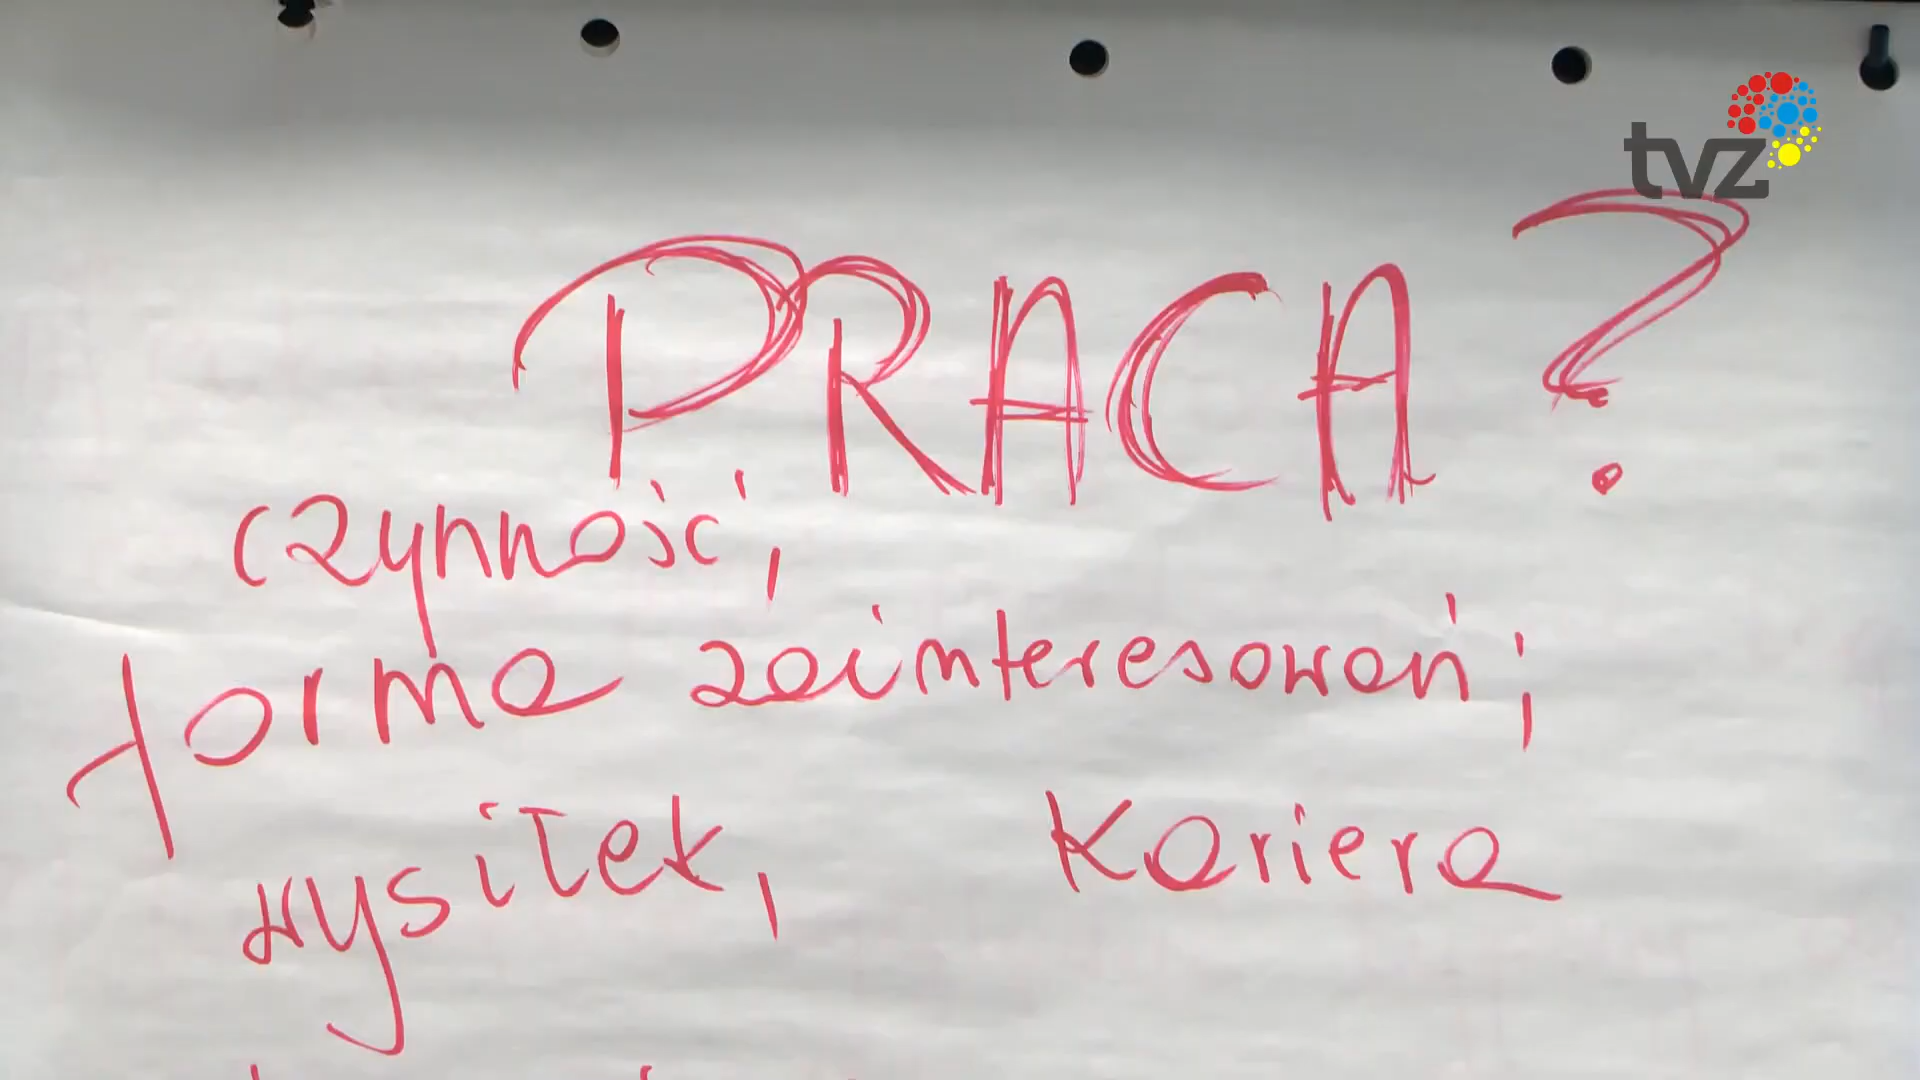 tvz
PRACA?
czynność,
forma zainteresowań;
wysiłek, Kariera